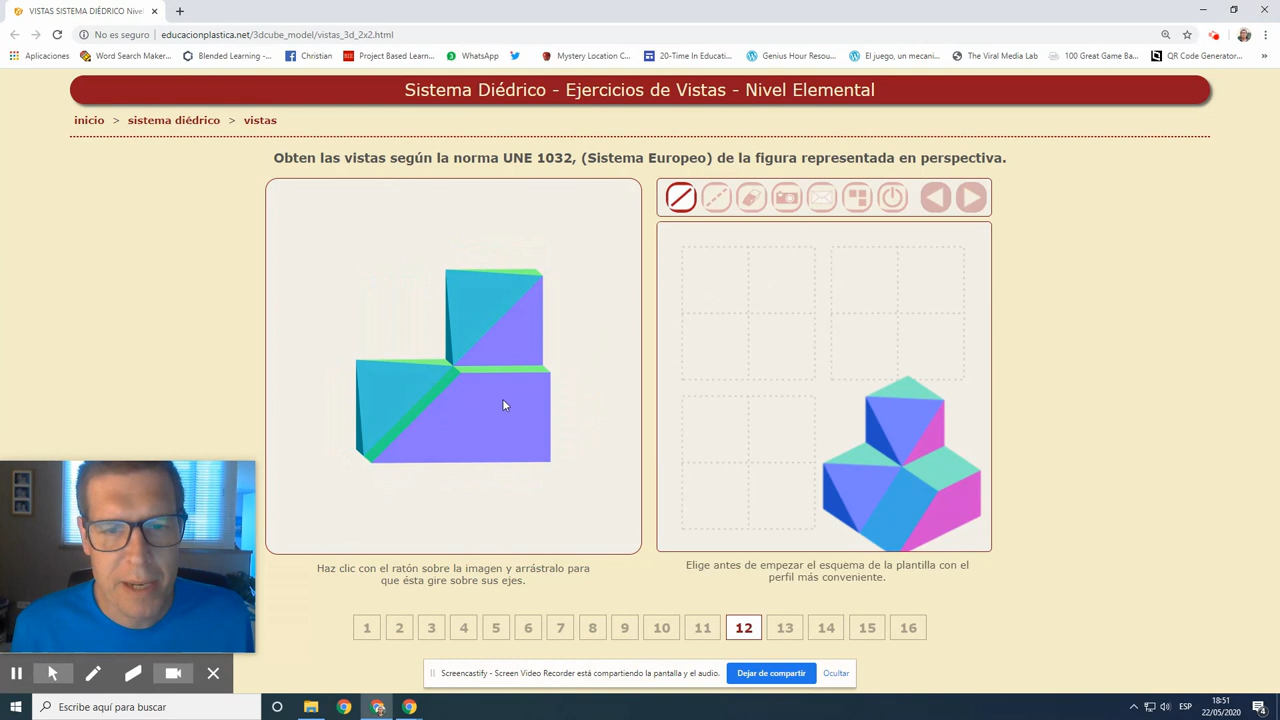 VISTAS SISTEMA DIÉDRICO Nivel
No es seguro | educacionplastica.net/3dcube_model/vistas_3d_2x2.html
Aplicaciones Word Search Maker... Blended Learning -... Christian Project Based Learn... WhatsApp Mystery Location C... 20-Time In Educati... Genius Hour Resou... El juego, un mecani... The Viral Media Lab 100 Great Game Ba... QR Code Generator... »
Sistema Diédrico - Ejercicios de Vistas - Nivel Elemental
inicio > sistema diédrico > vistas
Obten las vistas según la norma UNE 1032, (Sistema Europeo) de la figura representada en perspectiva.
Haz clic con el ratón sobre la imagen y arrástralo para
que ésta gire sobre sus ejes.
Elige antes de empezar el esquema de la plantilla con el
perfil más conveniente.
1 2 3 4 5 6 7 8 9 10 11 12 13 14 15 16
Screencastify - Screen Video Recorder está compartiendo la pantalla y el audio. Dejar de compartir Ocultar
Escribe aquí para buscar
ESP
18:51
22/05/2020
4